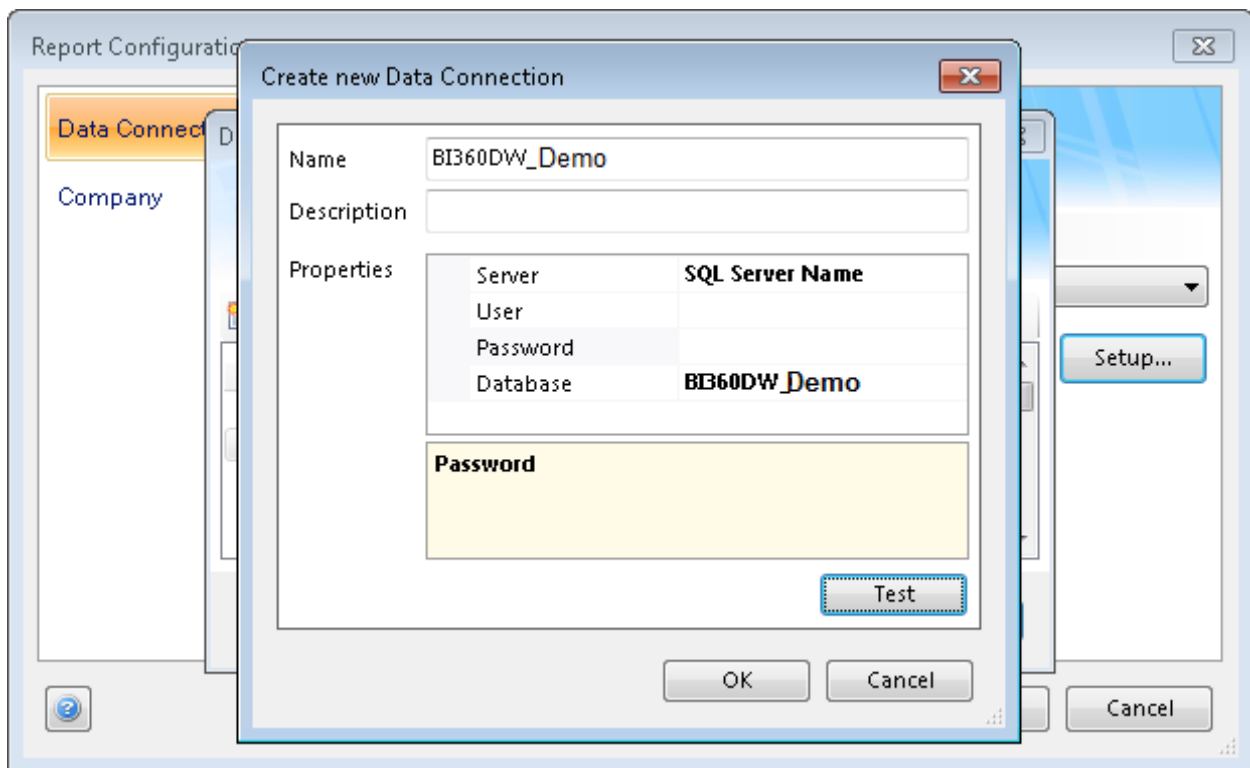 Report Configuratio
Create new Data Connection
Data Connect
D
Company
Name
BI360DW_Demo
Description
Properties
Server SQL Server Name
User
Password
Database BI360DW_Demo
Password
Setup...
Test
OK Cancel
Cancel